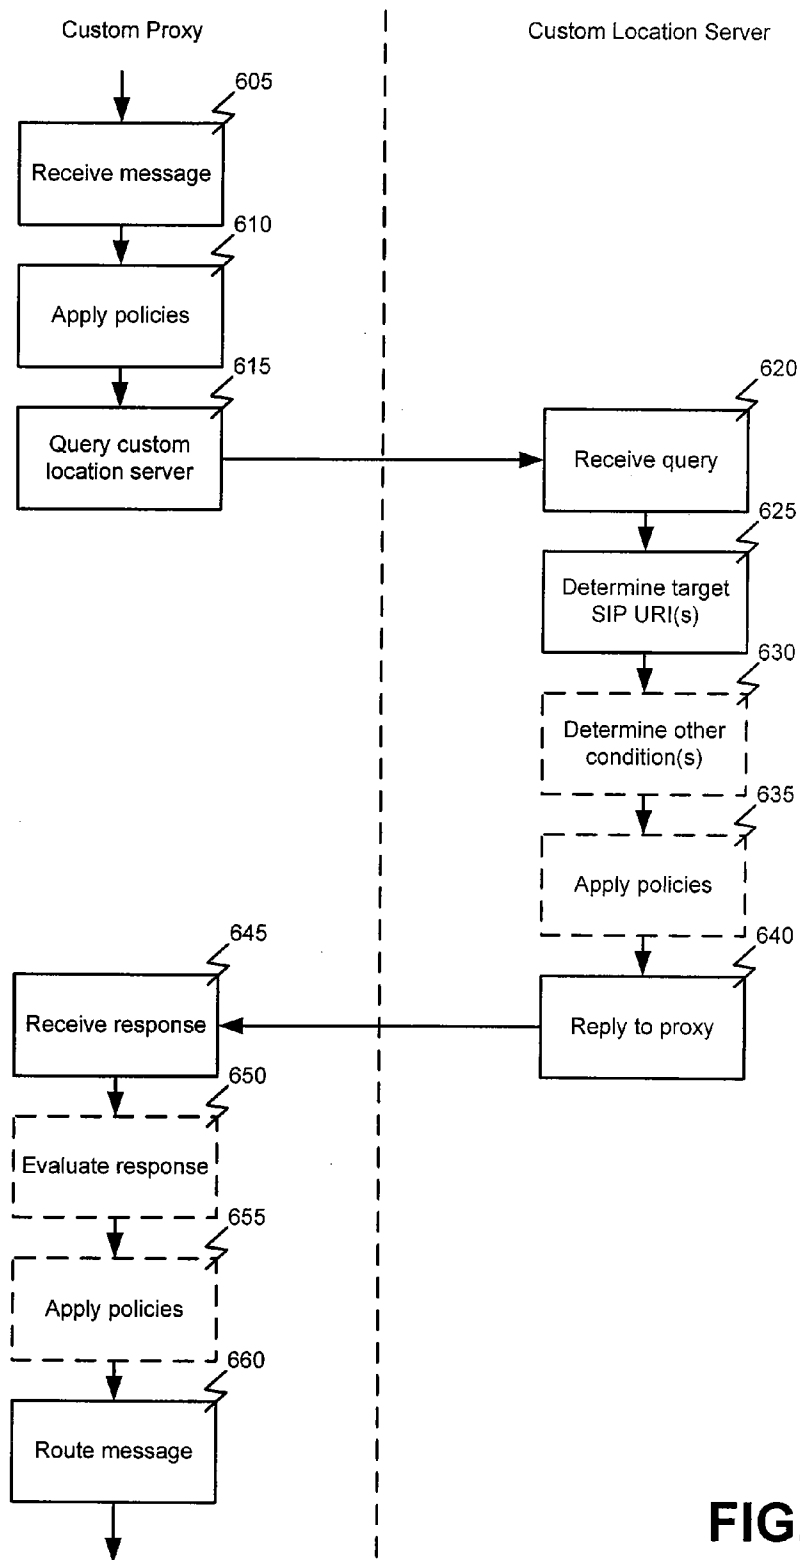 Custom Proxy
Custom Location Server
605
Receive message
610
Apply policies
615
Query custom
location server
620
Receive query
625
Determine target
SIP URI(s)
630
Determine other
condition(s)
635
Apply policies
640
Reply to proxy
645
Receive response
650
Evaluate response
655
Apply policies
660
Route message
FIG.